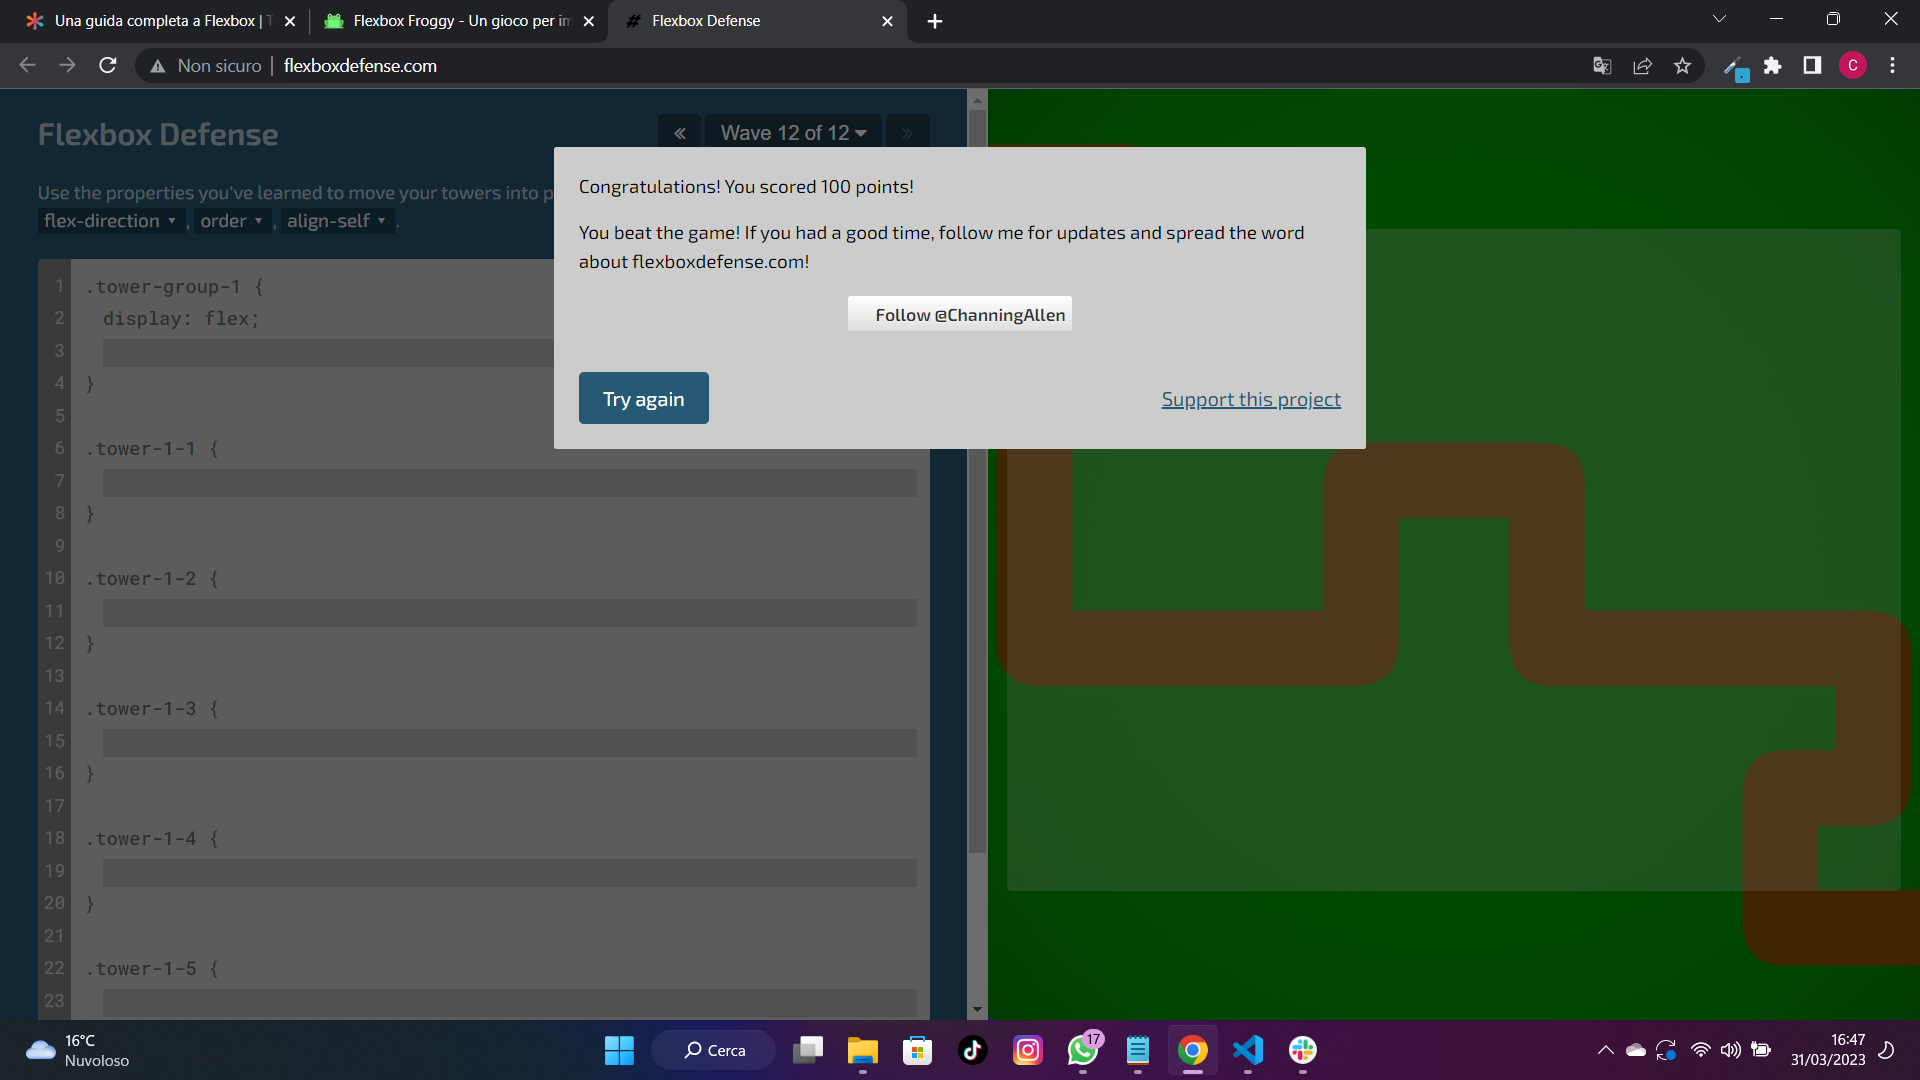 Una guida completa a Flexbox | T
Flexbox Froggy - Un gioco per im
Flexbox Defense
Non sicuro
flexboxdefense.com
C
Flexbox Defense
« Wave 12 of 12 »
Use the properties you've learned to move your towers into p
flex-direction ▾ , order ▾ , align-self ▾ .
Congratulations! You scored 100 points!
You beat the game! If you had a good time, follow me for updates and spread the word
about flexboxdefense.com!
Follow @ChanningAllen
Try again
Support this project
1 .tower-group-1 {
2 display: flex;
3
4 }
5
6 .tower-1-1 {
7
8 }
9
10 .tower-1-2 {
11
12 }
13
14 .tower-1-3 {
15
16 }
17
18 .tower-1-4 {
19
20 }
21
22 .tower-1-5 {
23
16°C
Nuvoloso
Cerca
17
16:47
31/03/2023